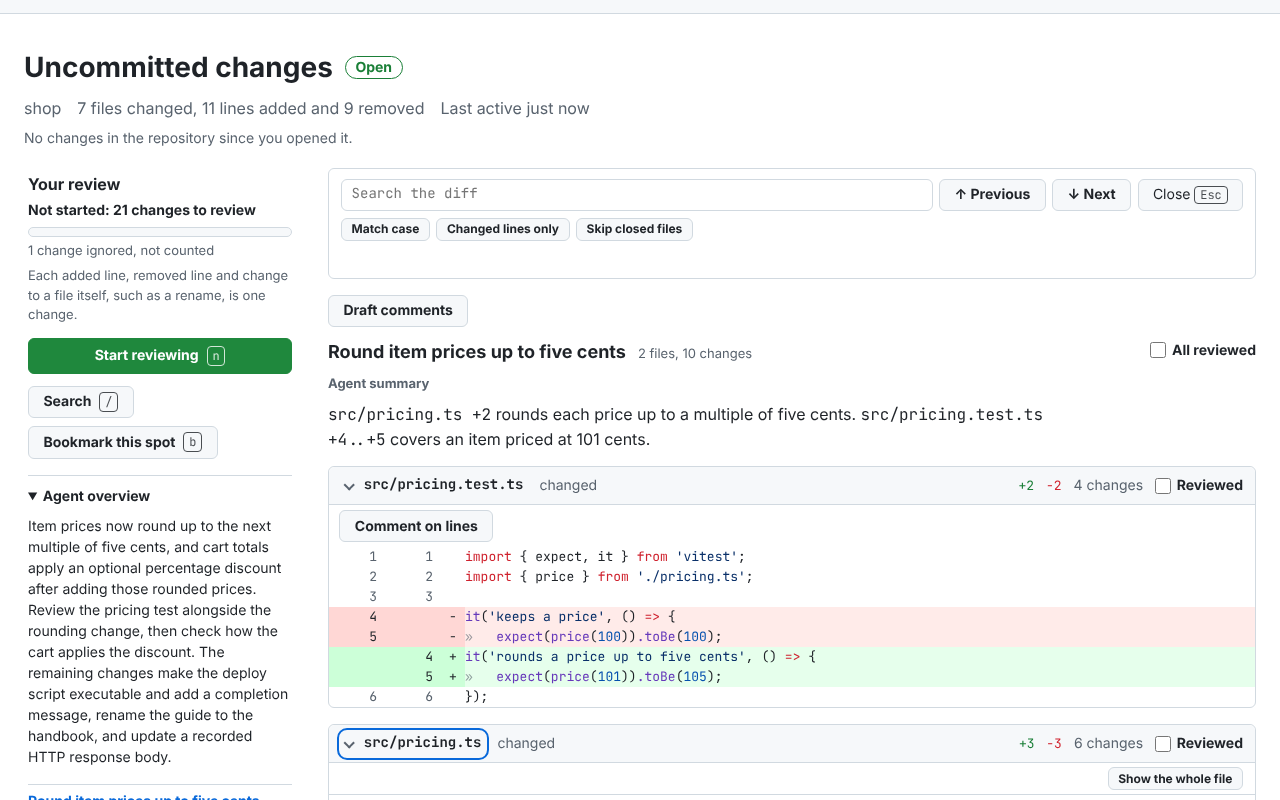 Uncommitted changes Open
shop 7 files changed, 11 lines added and 9 removed Last active just now
No changes in the repository since you opened it.
Your review
Not started: 21 changes to review
1 change ignored, not counted
Each added line, removed line and change
to a file itself, such as a rename, is one
change.
Start reviewing n
Search /
Bookmark this spot b
▼ Agent overview
Item prices now round up to the next
multiple of five cents, and cart totals
apply an optional percentage discount
after adding those rounded prices.
Review the pricing test alongside the
rounding change, then check how the
cart applies the discount. The
remaining changes make the deploy
script executable and add a completion
message, rename the guide to the
handbook, and update a recorded
HTTP response body.
Round item prices up to five cents
Search the diff ↑ Previous ↓ Next Close Esc
Match case Changed lines only Skip closed files
Draft comments
Round item prices up to five cents 2 files, 10 changes All reviewed
Agent summary
src/pricing.ts +2 rounds each price up to a multiple of five cents. src/pricing.test.ts
+4..+5 covers an item priced at 101 cents.
src/pricing.test.ts changed +2 -2 4 changes Reviewed
Comment on lines
1 1 import { expect, it } from 'vitest';
2 2 import { price } from './pricing.ts';
3 3
4 - it('keeps a price', () => {
5 - » expect(price(100)).toBe(100);
4 + it('rounds a price up to five cents', () => {
5 + » expect(price(101)).toBe(105);
6 6 });
src/pricing.ts changed +3 -3 6 changes Reviewed
Show the whole file